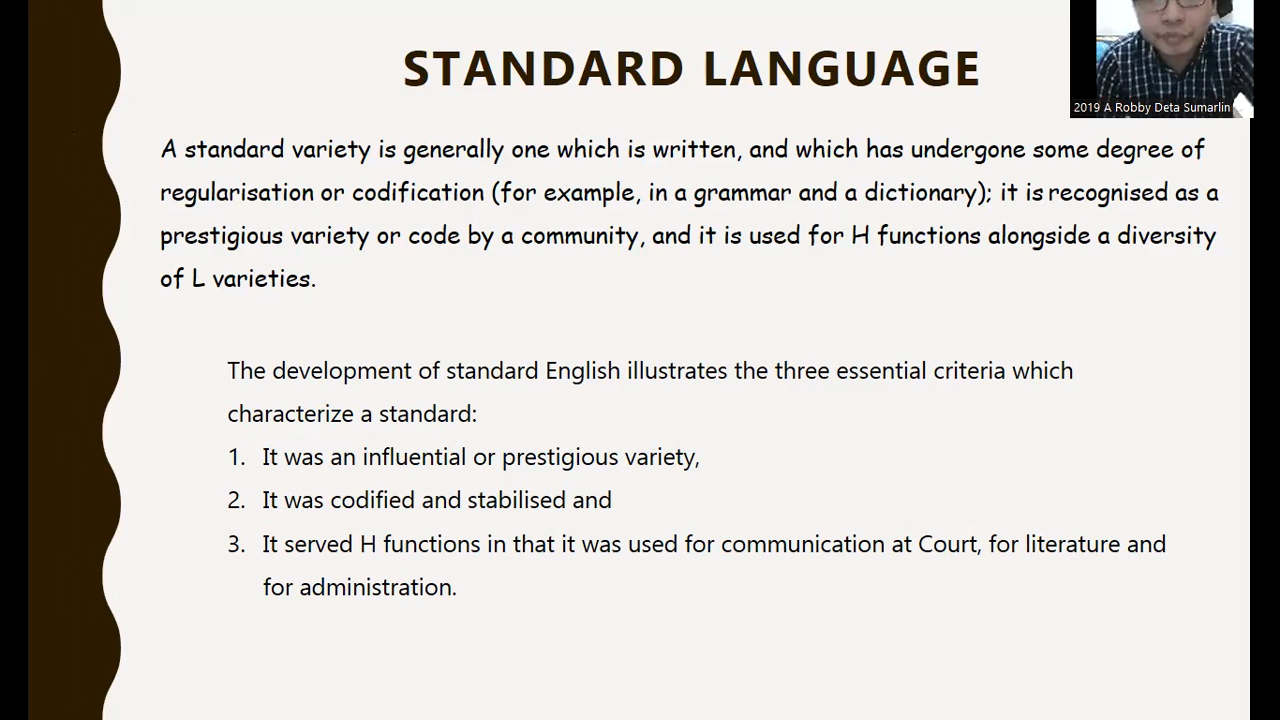 STANDARD LANGUAGE
2019 A Robby Deta Sumarlin
A standard variety is generally one which is written, and which has undergone some degree of
regularisation or codification (for example, in a grammar and a dictionary); it is recognised as a
prestigious variety or code by a community, and it is used for H functions alongside a diversity
of L varieties.
The development of standard English illustrates the three essential criteria which
characterize a standard:
1. It was an influential or prestigious variety,
2. It was codified and stabilised and
3. It served H functions in that it was used for communication at Court, for literature and
for administration.